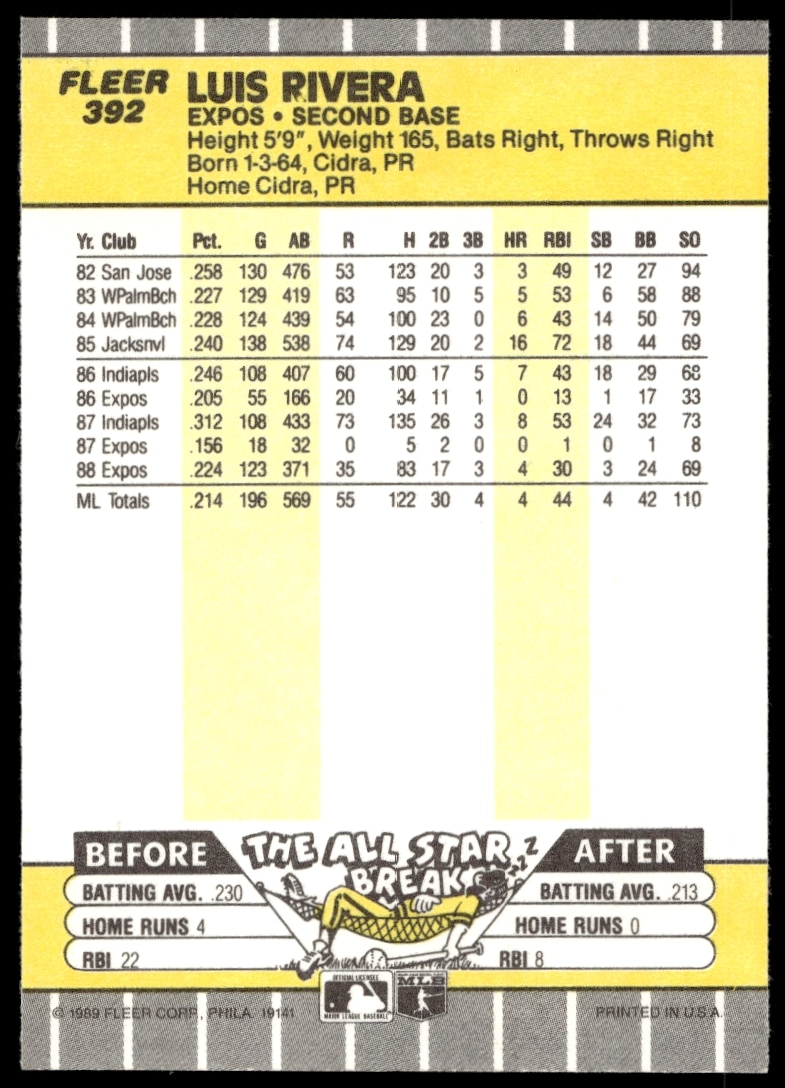 FLEER
392
LUIS RIVERA
EXPOS • SECOND BASE
Height 5'9", Weight 165, Bats Right, Throws Right
Born 1-3-64, Cidra, PR
Home Cidra, PR
Yr. Club Pct. G AB R H 2B 3B HR RBI SB BB SO
82 San Jose .258 130 476 53 123 20 3 3 49 12 27 94
83 WPalmBch .227 129 419 63 95 10 5 5 53 6 58 88
84 WPalmBch .228 124 439 54 100 23 0 6 43 14 50 79
85 Jacksnvl .240 138 538 74 129 20 2 16 72 18 44 69
86 Indiapls .246 108 407 60 100 17 5 7 43 18 29 68
86 Expos .205 55 166 20 34 11 1 0 13 1 17 33
87 Indiapls .312 108 433 73 135 26 3 8 53 24 32 73
87 Expos .156 18 32 0 5 2 0 0 1 0 1 8
88 Expos .224 123 371 35 83 17 3 4 30 3 24 69
ML Totals .214 196 569 55 122 30 4 4 44 4 42 110
BEFORE THE ALL STAR BREAK zzzZ AFTER
BATTING AVG. .230 BATTING AVG. .213
HOME RUNS 4 HOME RUNS 0
RBI 22 RBI 8
OFFICIAL LICENSEE
MAJOR LEAGUE BASEBALL
MLB
© 1989 FLEER CORP., PHILA. 19141 PRINTED IN U.S.A.